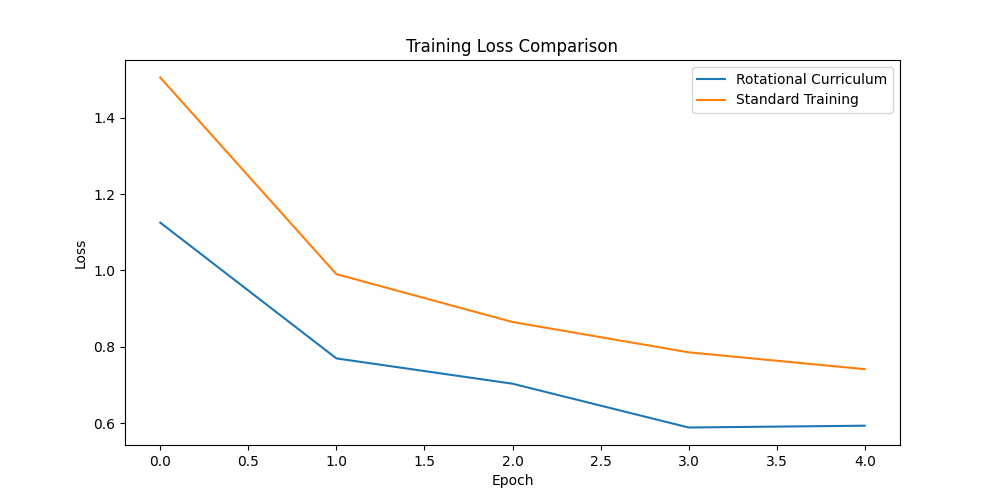 Training Loss Comparison
Rotational Curriculum
Standard Training
1.4
1.2
1.0
0.8
0.6
Loss
0.0 0.5 1.0 1.5 2.0 2.5 3.0 3.5 4.0
Epoch